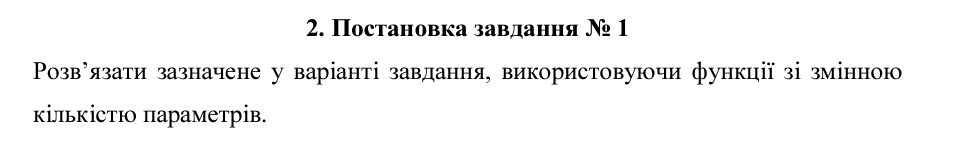 2. Постановка завдання № 1
Розв’язати зазначене у варіанті завдання, використовуючи функції зі змінною
кількістю параметрів.